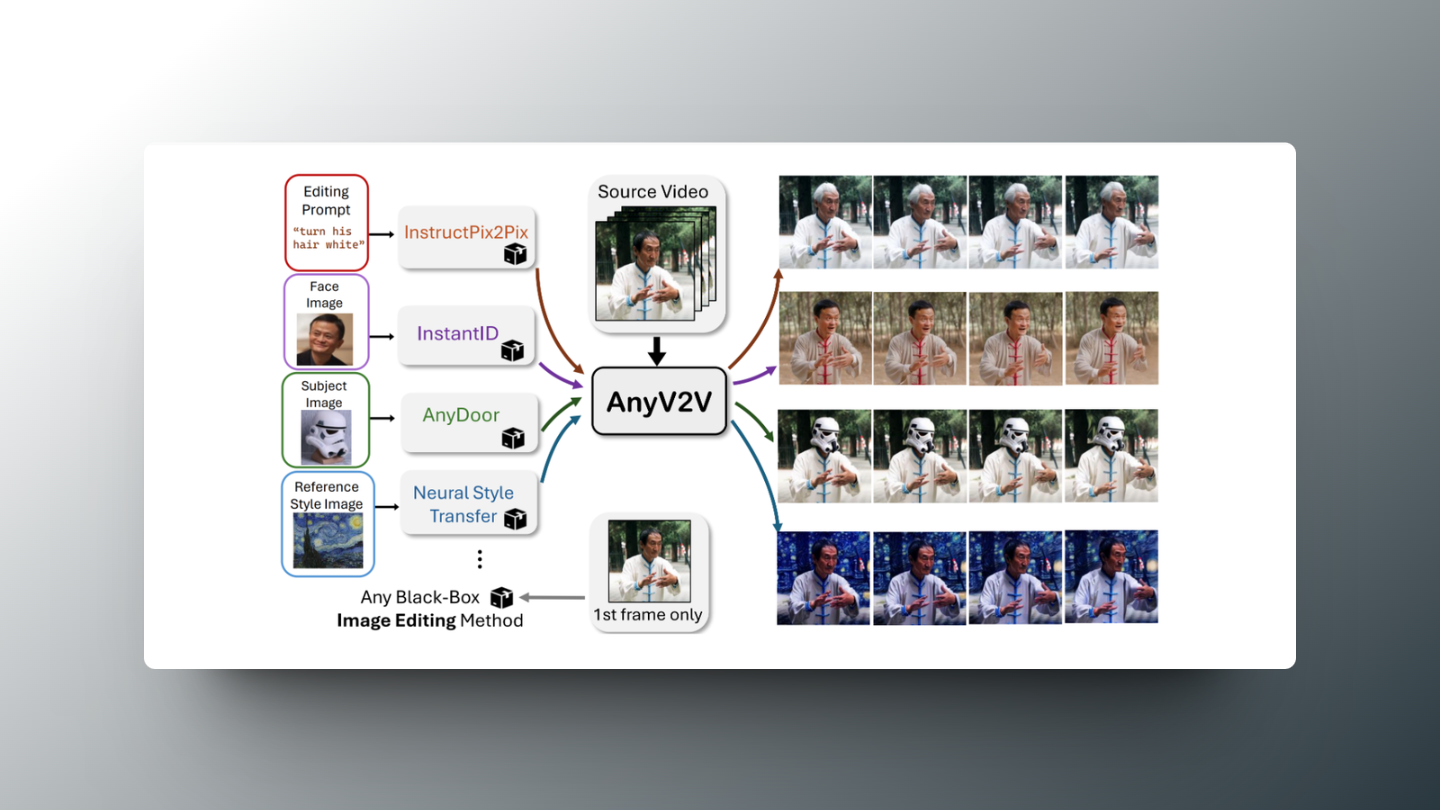 Editing
Prompt
“turn his
hair white”
InstructPix2Pix
Face
Image
InstantID
Subject
Image
AnyDoor
Reference
Style Image
Neural Style
Transfer
Any Black-Box
Image Editing Method
Source Video
AnyV2V
1st frame only